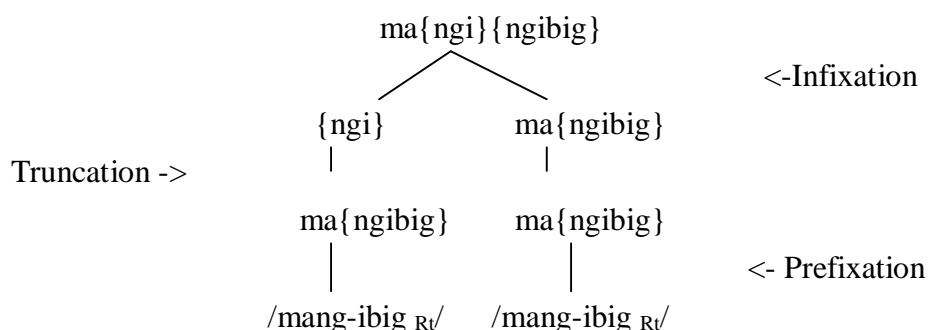 ma{ngi}{ngibig}
<-Infixation
{ngi} ma{ngibig}
Truncation ->
ma{ngibig} ma{ngibig}
<- Prefixation
/mang-ibig Rt/ /mang-ibig Rt/